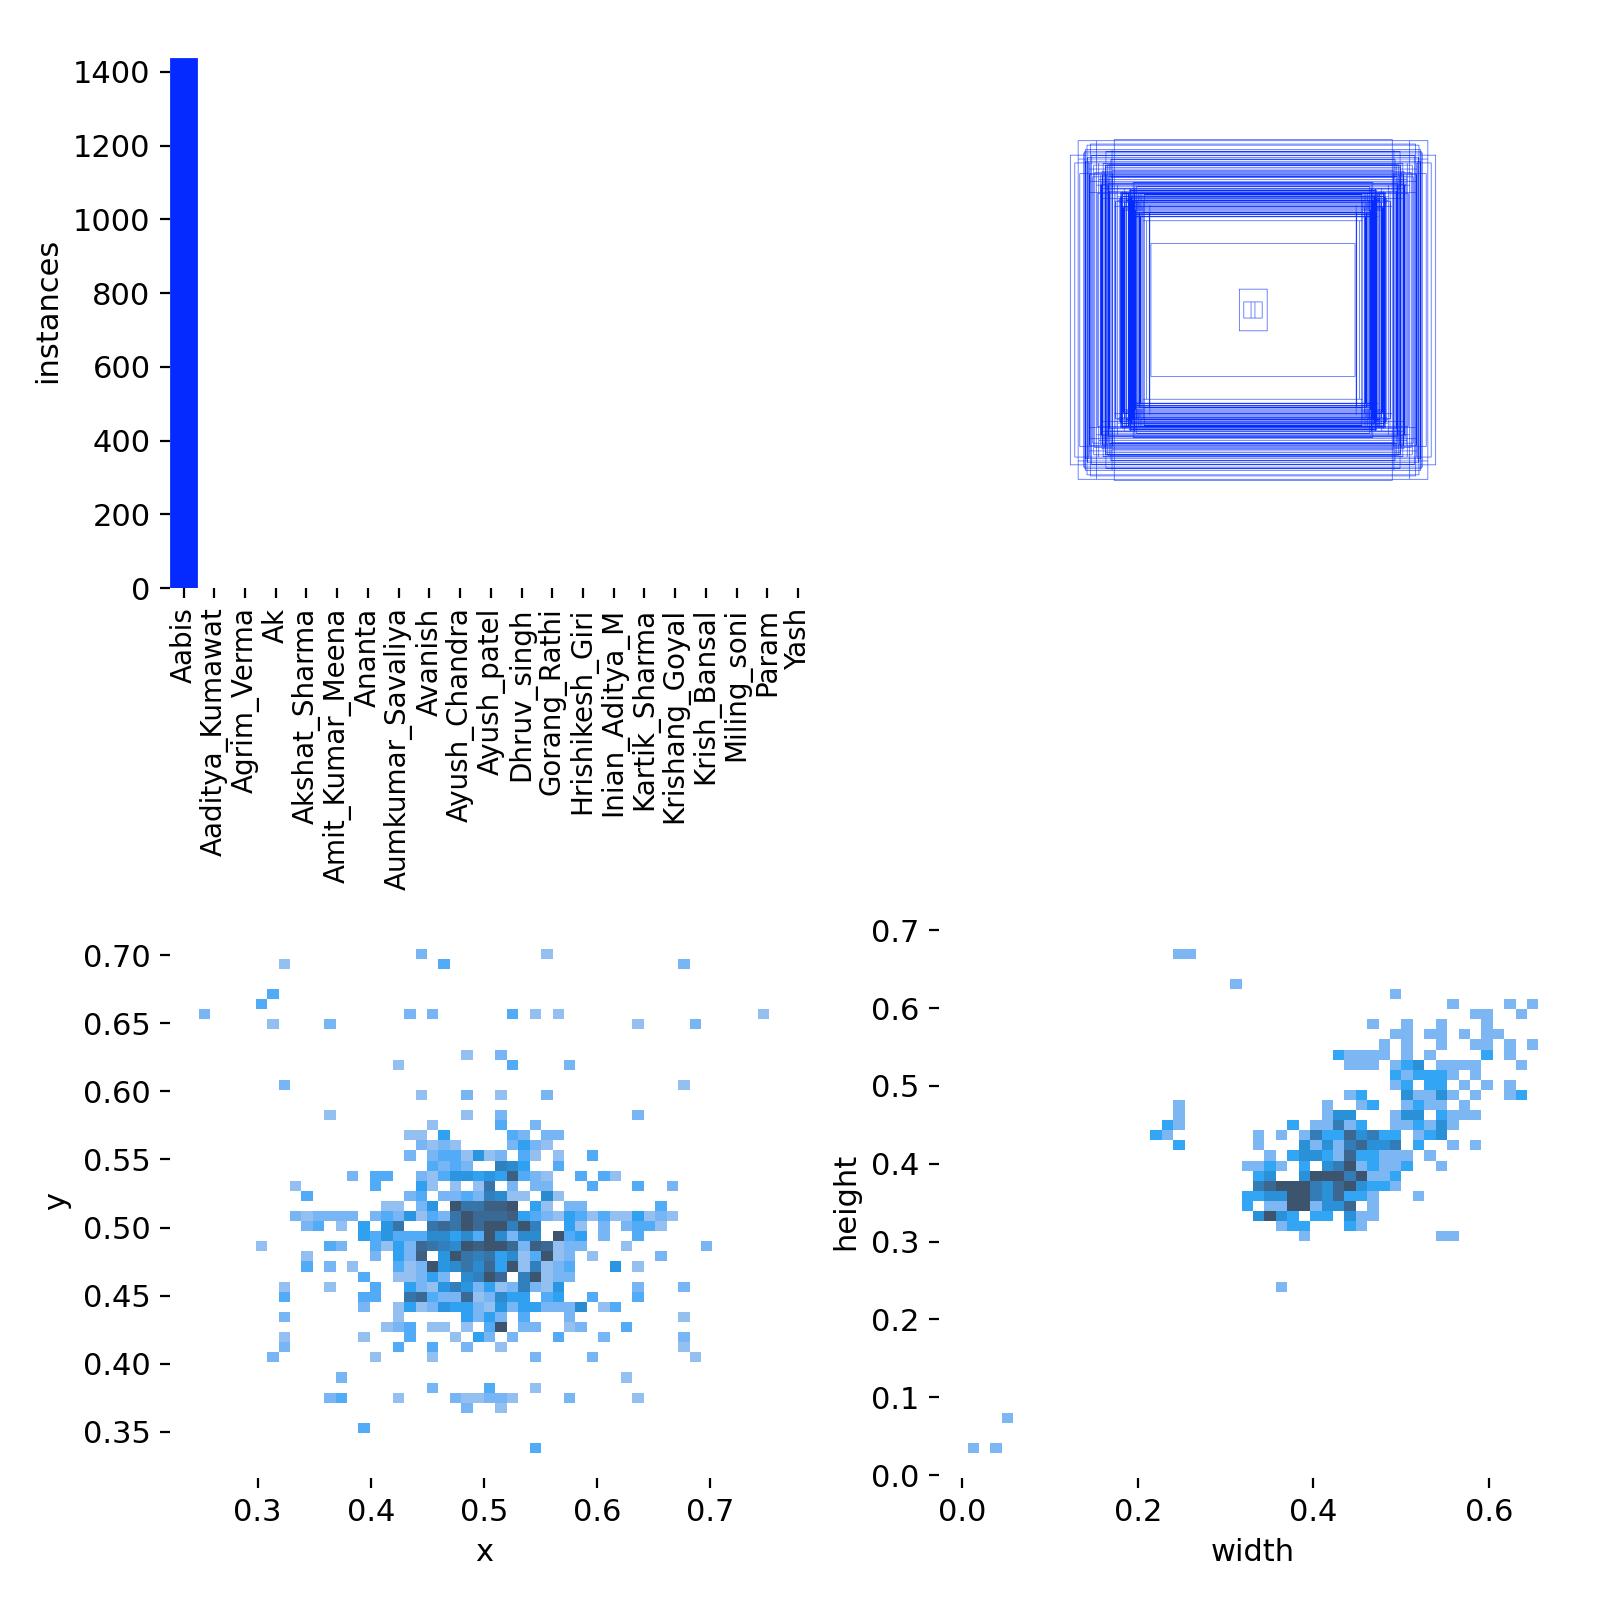 1400
1200
1000
800
600
400
200
0
instances
Aabis
Aaditya_Kumawat
Agrim_Verma
Ak
Akshat_Sharma
Amit_Kumar_Meena
Ananta
Aumkumar_Savaliya
Avanish
Ayush_Chandra
Ayush_patel
Dhruv_singh
Gorang_Rathi
Hrishikesh_Giri
Inian_Aditya_M
Kartik_Sharma
Krishang_Goyal
Krish_Bansal
Miling_soni
Param
Yash
0.70
0.65
0.60
0.55
0.50
0.45
0.40
0.35
y
0.3 0.4 0.5 0.6 0.7
x
0.7
0.6
0.5
0.4
0.3
0.2
0.1
0.0
height
0.0 0.2 0.4 0.6
width